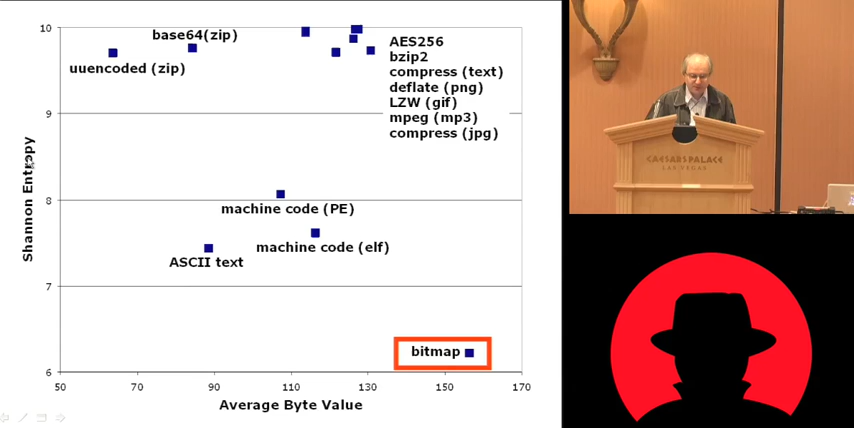 10
base64(zip)
uuencoded (zip)
AES256
bzip2
compress (text)
deflate (png)
LZW (gif)
mpeg (mp3)
compress (jpg)
9
Shannon Entropy
8
machine code (PE)
machine code (elf)
ASCII text
7
bitmap
6
50
70
90
110
130
150
170
Average Byte Value
CAESARS PALACE
LAS VEGAS